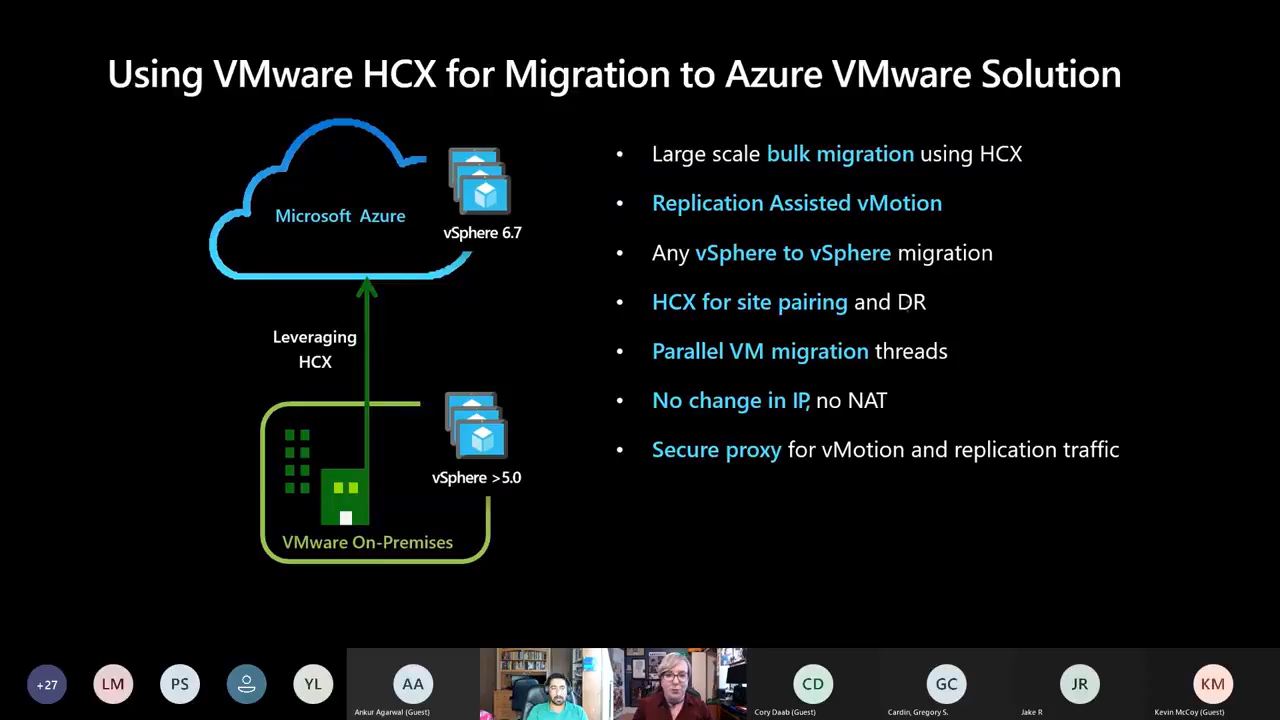 Using VMware HCX for Migration to Azure VMware Solution
Microsoft Azure
vSphere 6.7
Leveraging
HCX
vSphere >5.0
VMware On-Premises
• Large scale bulk migration using HCX
• Replication Assisted vMotion
• Any vSphere to vSphere migration
• HCX for site pairing and DR
• Parallel VM migration threads
• No change in IP, no NAT
• Secure proxy for vMotion and replication traffic
+27
LM
PS
YL
AA
Ankur Agarwal (Guest)
CD
Cory Daab (Guest)
GC
Cardin, Gregory S.
JR
Jake R
KM
Kevin McCoy (Guest)